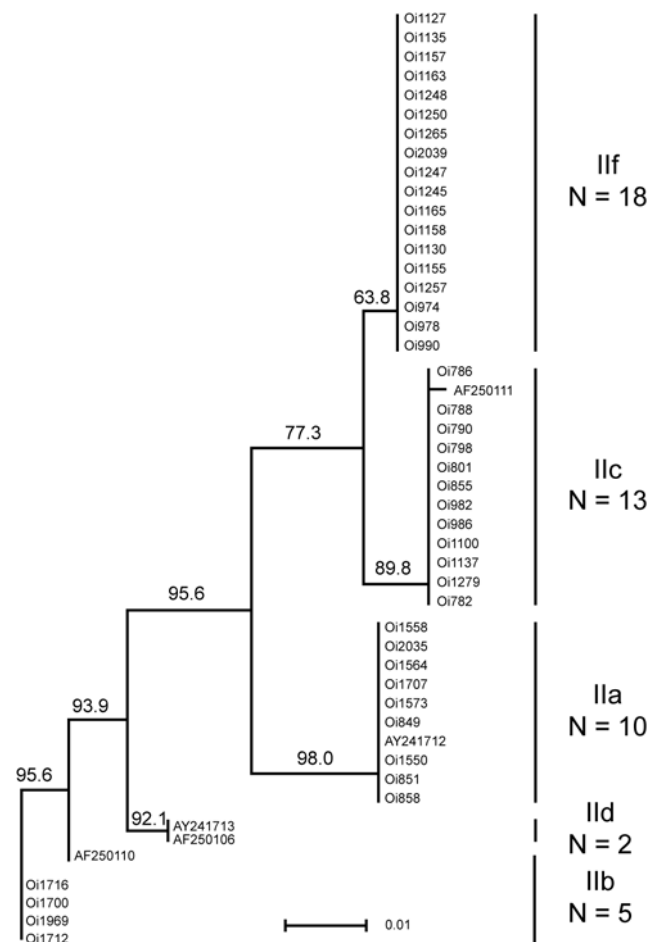 Oi1127
Oi1135
Oi1157
Oi1163
Oi1248
Oi1250
Oi1265
Oi2039
Oi1247
Oi1245
Oi1165
Oi1158
Oi1130
Oi1155
Oi1257
Oi974
Oi978
Oi990
63.8
IIf
N = 18
Oi786
AF250111
Oi788
Oi790
Oi798
Oi801
Oi855
Oi982
Oi986
Oi1100
Oi1137
Oi1279
Oi782
77.3
89.8
IIc
N = 13
95.6
Oi1558
Oi2035
Oi1564
Oi1707
Oi1573
Oi849
AY241712
Oi1550
Oi851
Oi858
98.0
IIa
N = 10
93.9
92.1
AY241713
AF250106
IId
N = 2
95.6
AF250110
Oi1716
Oi1700
Oi1969
Oi1712
IIb
N = 5
0.01